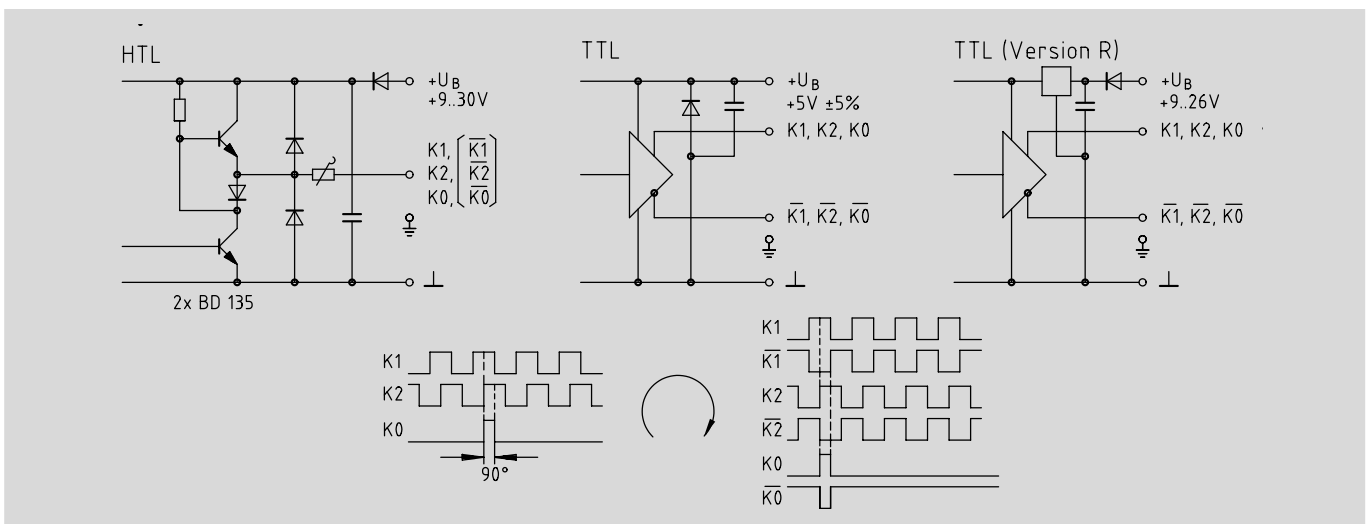 HTL
+U_B
+9..30V
K1, [K̅1̅]
K2, [K̅2̅]
K0, [K̅0̅]
⊥
2x BD 135
TTL
+U_B
+5V ±5%
K1, K2, K0
K̅1̅, K̅2̅, K̅0̅
⊥
TTL (Version R)
+U_B
+9..26V
K1, K2, K0
K̅1̅, K̅2̅, K̅0̅
⊥
K1
K2
K0
90°
K1
K̅1̅
K2
K̅2̅
K0
K̅0̅